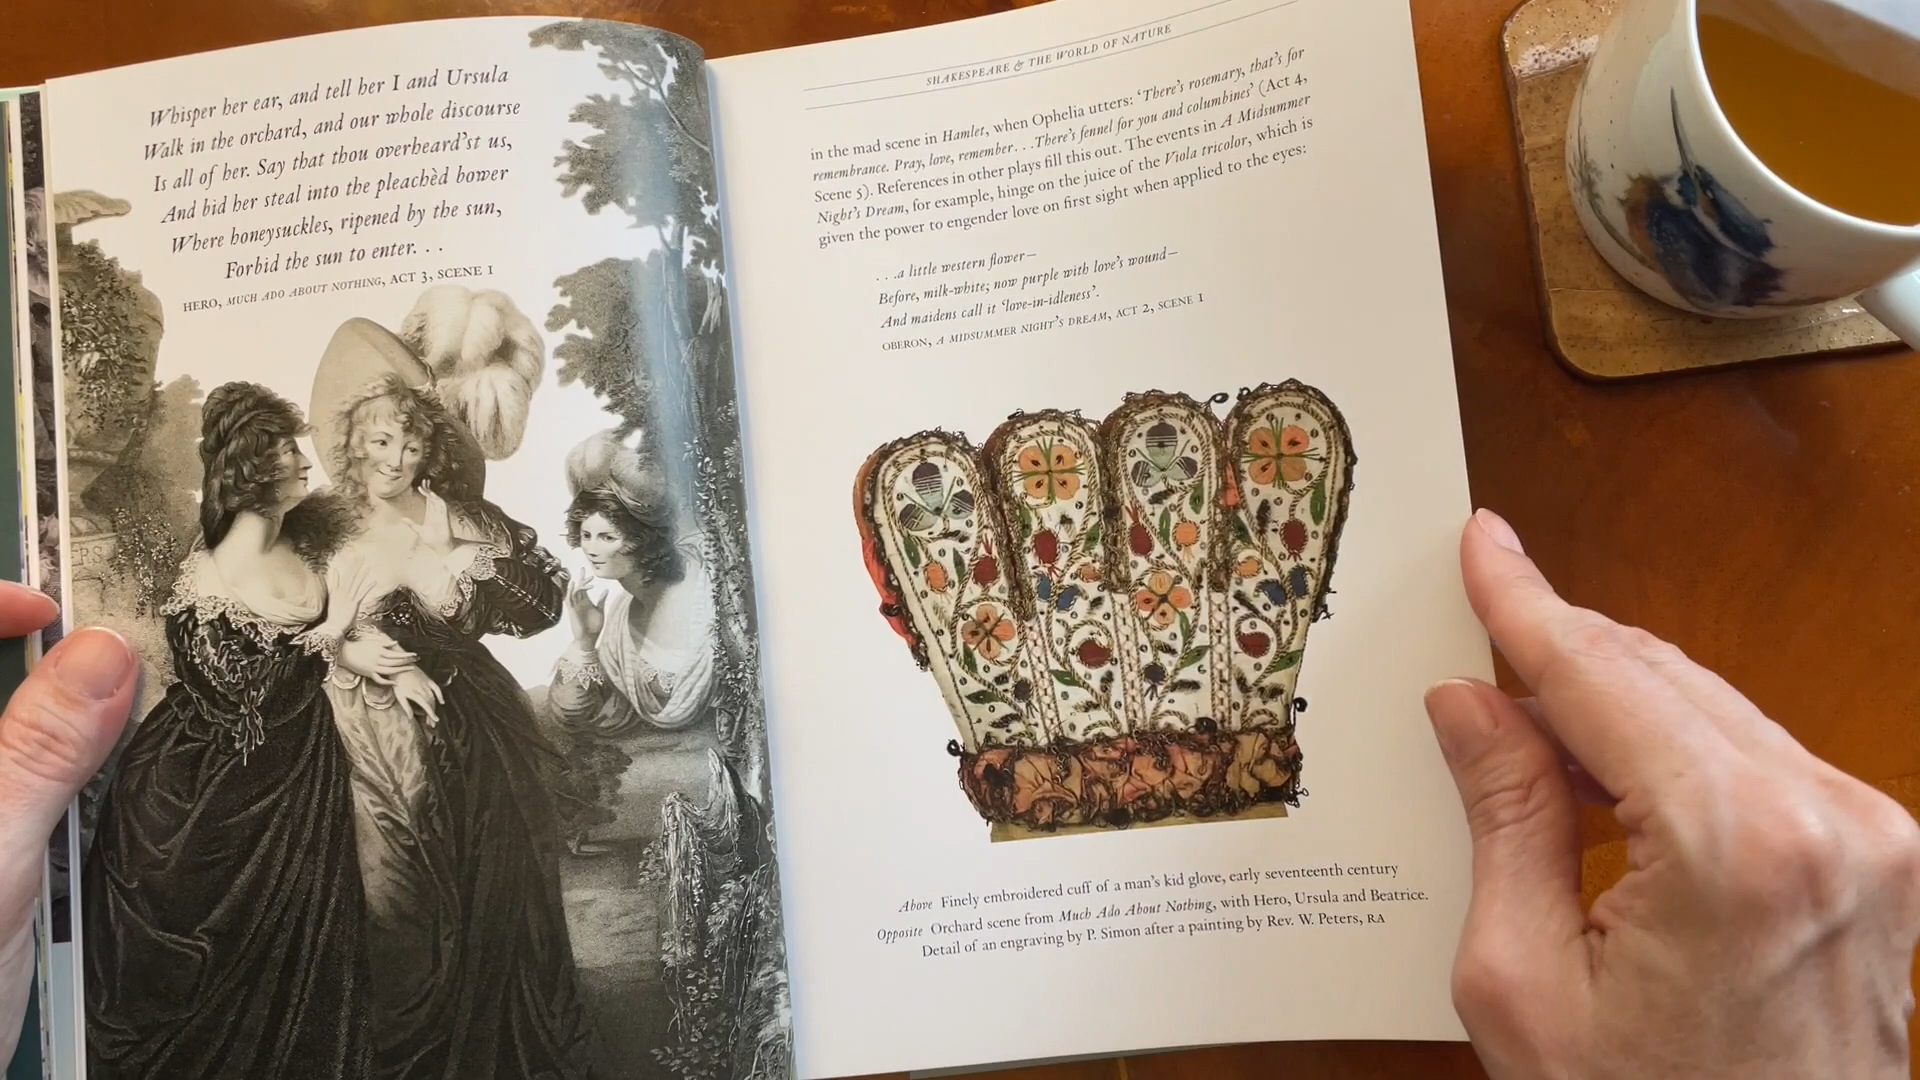 Whisper her ear, and tell her I and Ursula
Walk in the orchard, and our whole discourse
Is all of her. Say that thou overheard'st us,
And bid her steal into the pleachèd bower
Where honeysuckles, ripened by the sun,
Forbid the sun to enter. . .
HERO, MUCH ADO ABOUT NOTHING, ACT 3, SCENE 1
SHAKESPEARE & THE WORLD OF NATURE
in the mad scene in Hamlet, when Ophelia utters: 'There's rosemary, that's for
remembrance. Pray, love, remember. . .There's fennel for you and columbines' (Act 4,
Scene 5). References in other plays fill this out. The events in A Midsummer
Night's Dream, for example, hinge on the juice of the Viola tricolor, which is
given the power to engender love on first sight when applied to the eyes:
. . .a little western flower—
Before, milk-white; now purple with love's wound—
And maidens call it 'love-in-idleness'.
OBERON, A MIDSUMMER NIGHT'S DREAM, ACT 2, SCENE 1
Above Finely embroidered cuff of a man's kid glove, early seventeenth century
Opposite Orchard scene from Much Ado About Nothing, with Hero, Ursula and Beatrice.
Detail of an engraving by P. Simon after a painting by Rev. W. Peters, RA